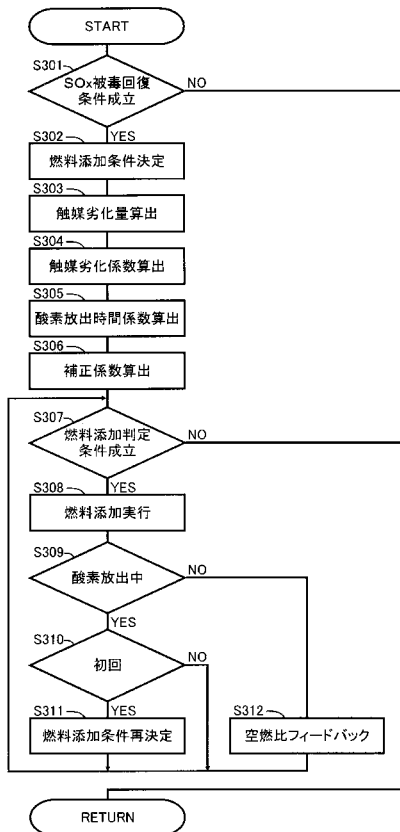 START
S301
SOx被毒回復
条件成立
NO
YES
S302
燃料添加条件決定
S303
触媒劣化量算出
S304
触媒劣化係数算出
S305
酸素放出時間係数算出
S306
補正係数算出
S307
燃料添加判定
条件成立
NO
YES
S308
燃料添加実行
S309
酸素放出中
NO
YES
S310
初回
NO
YES
S311
燃料添加条件再決定
S312
空燃比フィードバック
RETURN